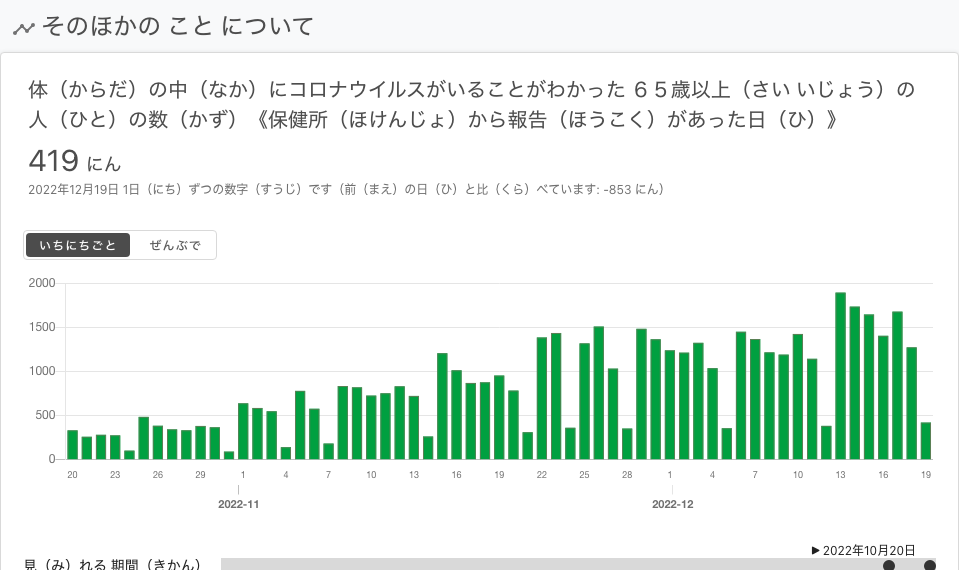 そのほかの こと について
体（からだ）の中（なか）にコロナウイルスがいることがわかった ６５歳以上（さい いじょう）の
人（ひと）の数（かず）《保健所（ほけんじょ）から報告（ほうこく）があった日（ひ）》
419 にん
2022年12月19日 1日（にち）ずつの数字（すうじ）です（前（まえ）の日（ひ）と比（くら）べています: -853 にん）
いちにちごと ぜんぶで
2000
1500
1000
500
0
20 23 26 29 1 4 7 10 13 16 19 22 25 28 1 4 7 10 13 16 19
2022-11 2022-12
▶ 2022年10月20日
見（み）れる 期間（きかん）